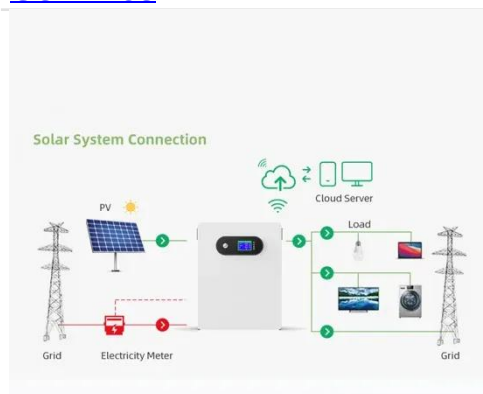 Solar System Connection
Cloud Server
PV
Load
Grid
Electricity Meter
Grid